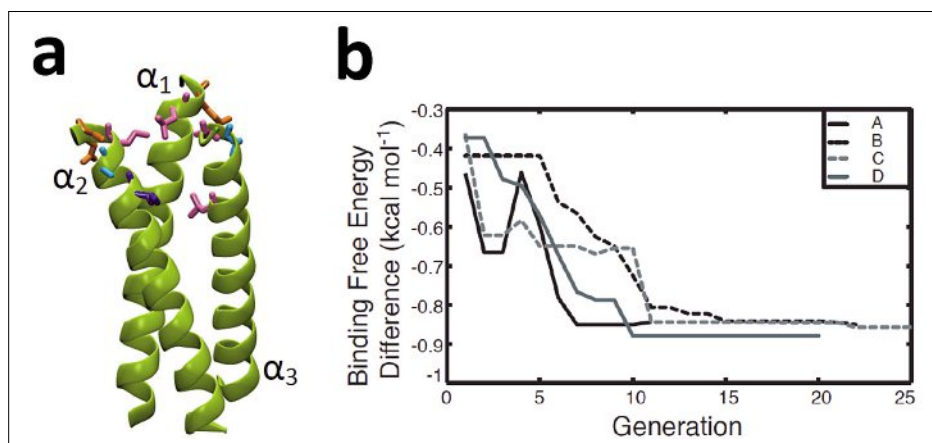 a
α1
α2
α3
b
Binding Free Energy
Difference (kcal mol-1)
-0.3
-0.4
-0.5
-0.6
-0.7
-0.8
-0.9
-1
0
5
10
15
20
25
Generation
A
B
C
D